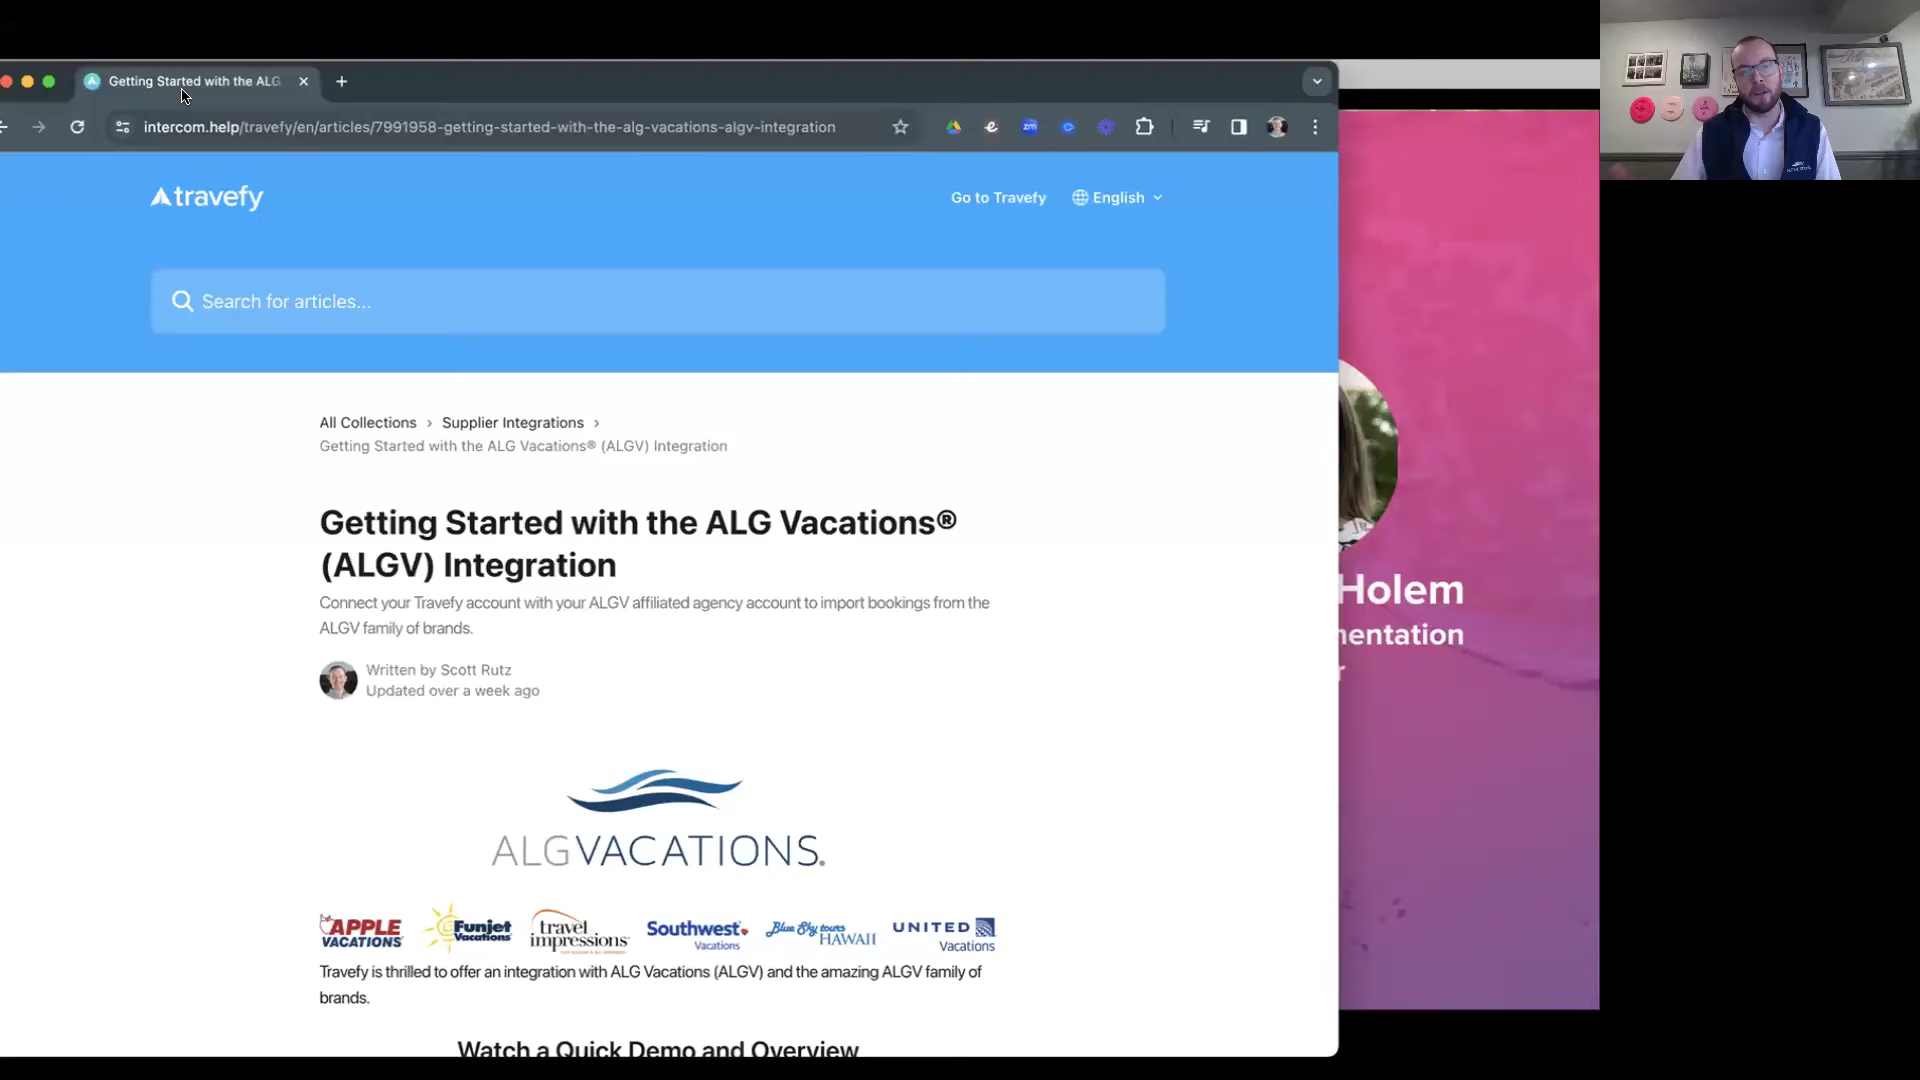 Getting Started with the ALG
intercom.help/travefy/en/articles/7991958-getting-started-with-the-alg-vacations-algv-integration
travefy
Go to Travefy
English
Search for articles...
All Collections > Supplier Integrations >
Getting Started with the ALG Vacations® (ALGV) Integration
Getting Started with the ALG Vacations®
(ALGV) Integration
Connect your Travefy account with your ALGV affiliated agency account to import bookings from the
ALGV family of brands.
Written by Scott Rutz
Updated over a week ago
ALGVACATIONS.
APPLE VACATIONS
Funjet Vacations
travel impressions
Southwest Vacations
Blue Sky tours HAWAII
UNITED Vacations
Travefy is thrilled to offer an integration with ALG Vacations (ALGV) and the amazing ALGV family of
brands.
Watch a Quick Demo and Overview
Holem
mentation
r